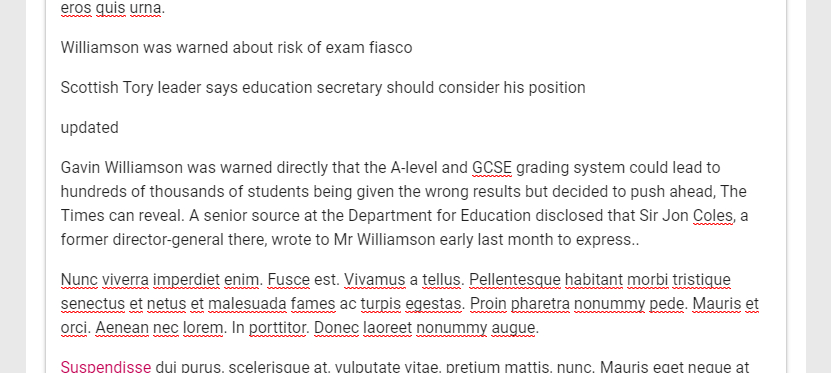 eros quis urna.
Williamson was warned about risk of exam fiasco
Scottish Tory leader says education secretary should consider his position
updated
Gavin Williamson was warned directly that the A-level and GCSE grading system could lead to
hundreds of thousands of students being given the wrong results but decided to push ahead, The
Times can reveal. A senior source at the Department for Education disclosed that Sir Jon Coles, a
former director-general there, wrote to Mr Williamson early last month to express..
Nunc viverra imperdiet enim. Fusce est. Vivamus a tellus. Pellentesque habitant morbi tristique
senectus et netus et malesuada fames ac turpis egestas. Proin pharetra nonummy pede. Mauris et
orci. Aenean nec lorem. In porttitor. Donec laoreet nonummy augue.
Suspendisse dui purus, scelerisque at, vulputate vitae, pretium mattis, nunc. Mauris eget neque at